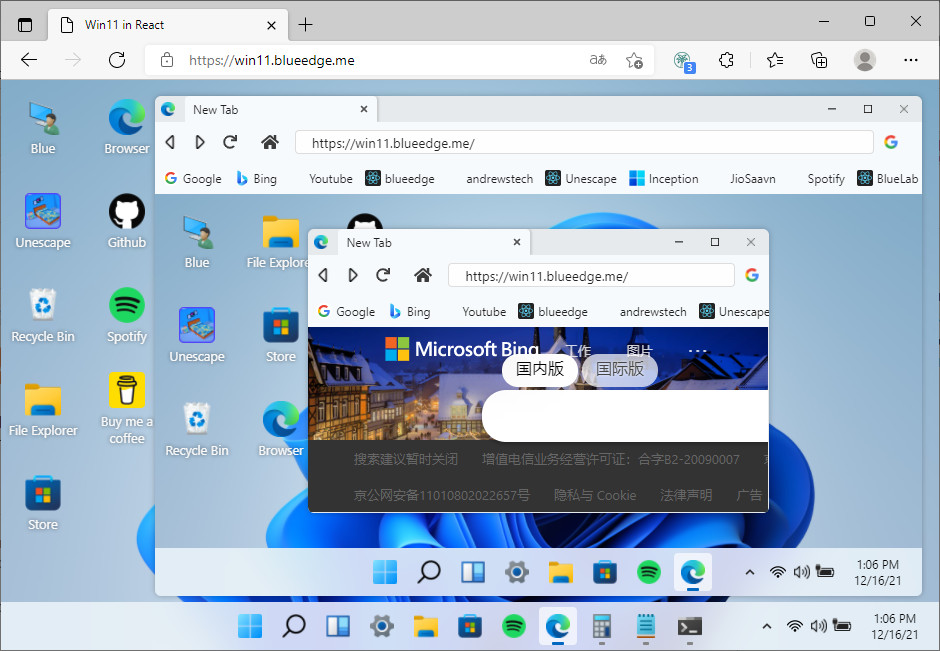 Win11 in React
https://win11.blueedge.me
aあ
3
Blue
Browser
Unescape
Github
Recycle Bin
Spotify
File Explorer
Buy me a
coffee
Store
New Tab
https://win11.blueedge.me/
Google Bing Youtube blueedge andrewstech Unescape Inception JioSaavn Spotify BlueLab
Blue
File Explore
Unescape
Store
Recycle Bin
Browser
New Tab
https://win11.blueedge.me/
Google Bing Youtube blueedge andrewstech Unescape
Microsoft Bing 工作 图片 ...
国内版 国际版
搜索建议暂时关闭 增值电信业务经营许可证：合字B2-20090007
京公网安备11010802022657号 隐私与 Cookie 法律声明 广告
1:06 PM
12/16/21
1:06 PM
12/16/21